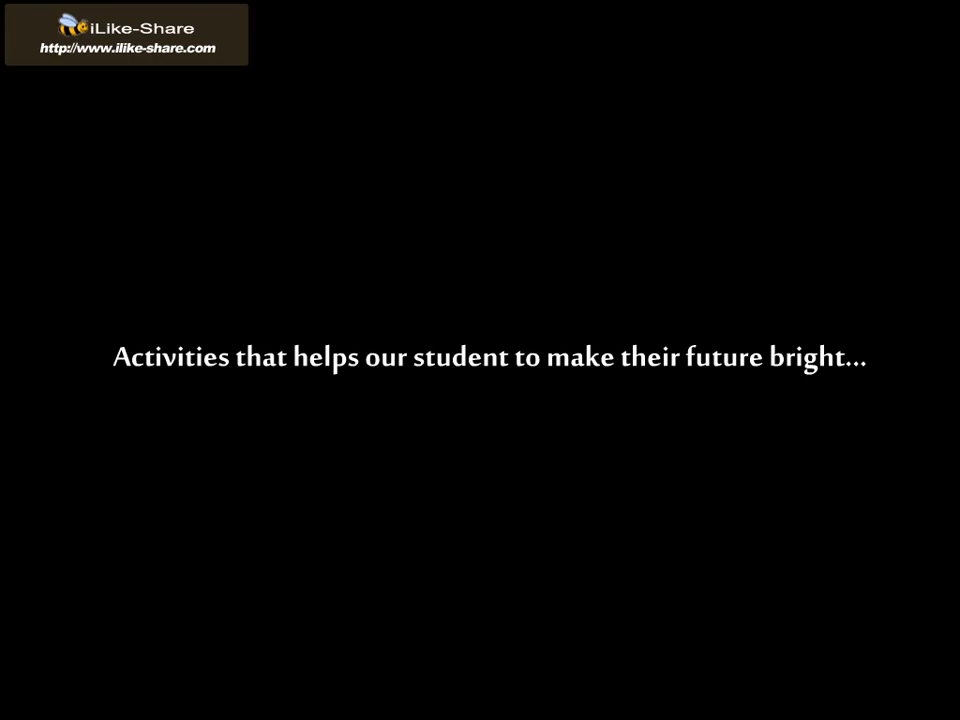 iLike-Share
http://www.ilike-share.com
Activities that helps our student to make their future bright...